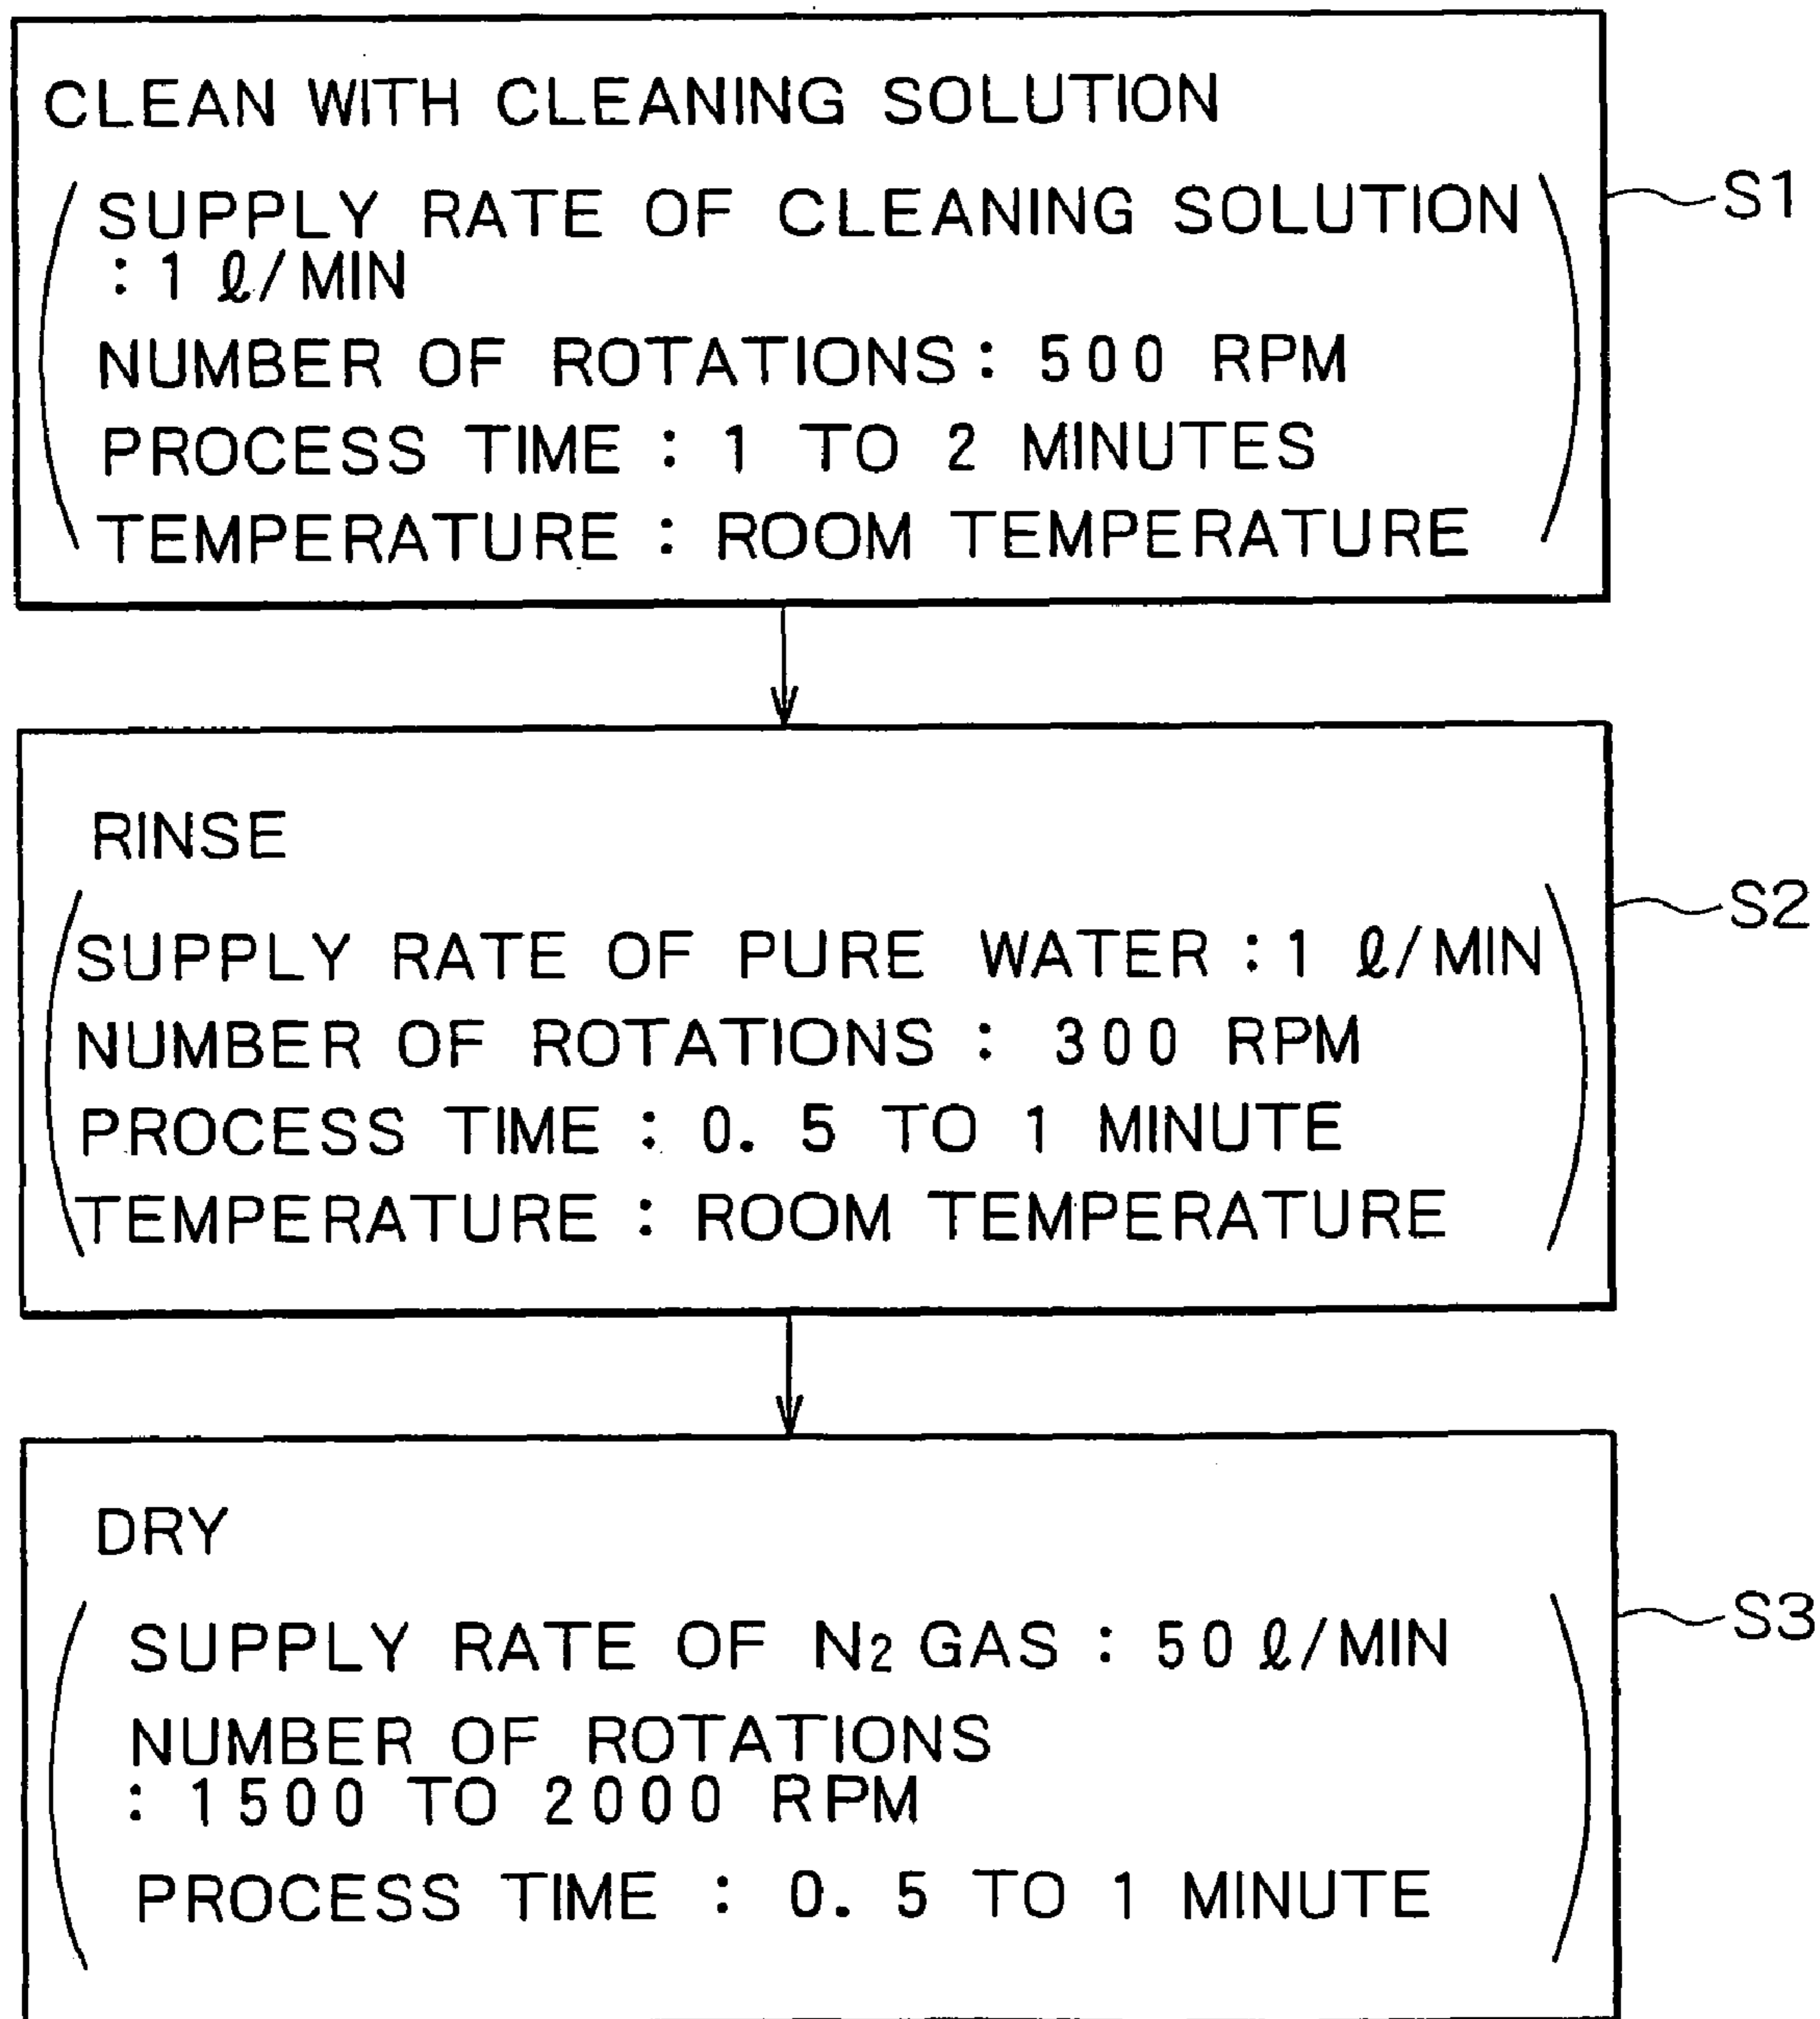 CLEAN WITH CLEANING SOLUTION
SUPPLY RATE OF CLEANING SOLUTION
: 1 ℓ/MIN
NUMBER OF ROTATIONS : 500 RPM
PROCESS TIME : 1 TO 2 MINUTES
TEMPERATURE : ROOM TEMPERATURE
S1
RINSE
SUPPLY RATE OF PURE WATER : 1 ℓ/MIN
NUMBER OF ROTATIONS : 300 RPM
PROCESS TIME : 0.5 TO 1 MINUTE
TEMPERATURE : ROOM TEMPERATURE
S2
DRY
SUPPLY RATE OF N₂ GAS : 50 ℓ/MIN
NUMBER OF ROTATIONS
: 1500 TO 2000 RPM
PROCESS TIME : 0.5 TO 1 MINUTE
S3